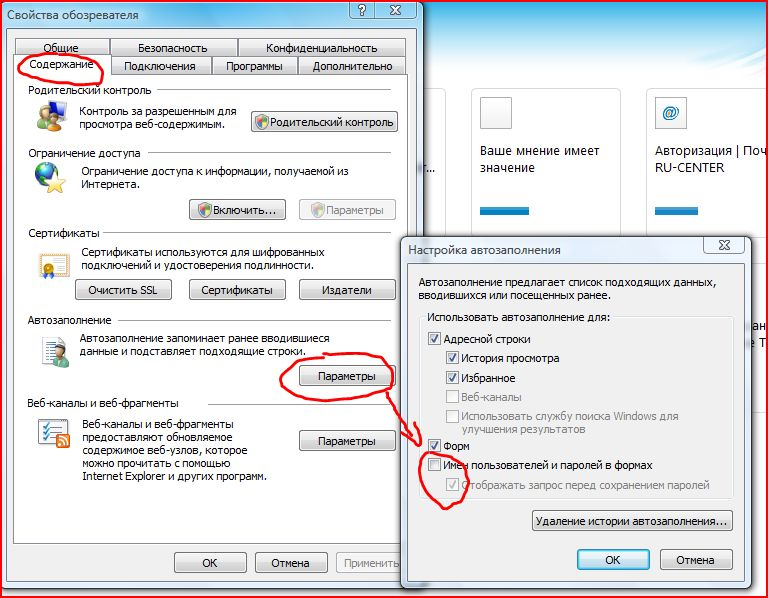 Свойства обозревателя
Общие
Безопасность
Конфиденциальность
Содержание
Подключения
Программы
Дополнительно
Родительский контроль
Контроль за разрешенным для
просмотра веб-содержимым.
Родительский контроль
Ограничение доступа
Ограничение доступа к информации, получаемой из
Интернета.
Включить...
Параметры
Сертификаты
Сертификаты используются для шифрованных
подключений и удостоверения подлинности.
Очистить SSL
Сертификаты
Издатели
Автозаполнение
Автозаполнение запоминает ранее вводившиеся
данные и подставляет подходящие строки.
Параметры
Веб-каналы и веб-фрагменты
Веб-каналы и веб-фрагменты
предоставляют обновляемое
содержимое веб-узлов, которое
можно прочитать с помощью
Internet Explorer и других программ.
Параметры
ОК
Отмена
Применить
Ваше мнение имеет
значение
@
Авторизация | Поч
RU-CENTER
Настройка автозаполнения
Автозаполнение предлагает список подходящих данных,
вводившихся или посещенных ранее.
Использовать автозаполнение для:
Адресной строки
История просмотра
Избранное
Веб-каналы
Использовать службу поиска Windows для
улучшения результатов
Форм
Имен пользователей и паролей в формах
Отображать запрос перед сохранением паролей
Удаление истории автозаполнения...
ОК
Отмена